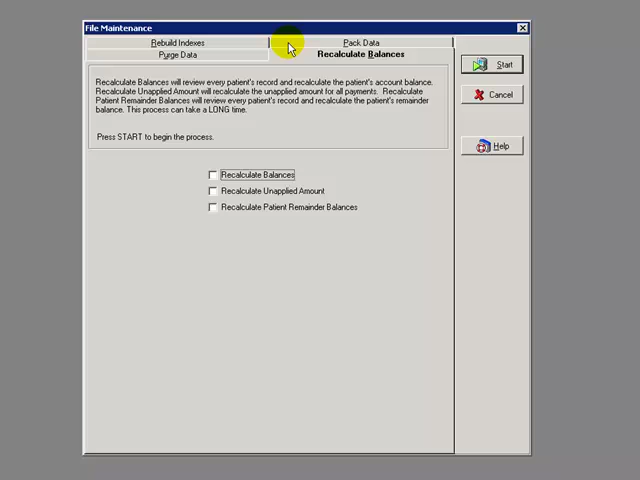 File Maintenance
Rebuild Indexes
Pack Data
Purge Data
Recalculate Balances
Recalculate Balances will review every patient's record and recalculate the patient's account balance.
Recalculate Unapplied Amount will recalculate the unapplied amount for all payments. Recalculate
Patient Remainder Balances will review every patient's record and recalculate the patient's remainder
balance. This process can take a LONG time.
Press START to begin the process.
Recalculate Balances
Recalculate Unapplied Amount
Recalculate Patient Remainder Balances
Start
Cancel
Help